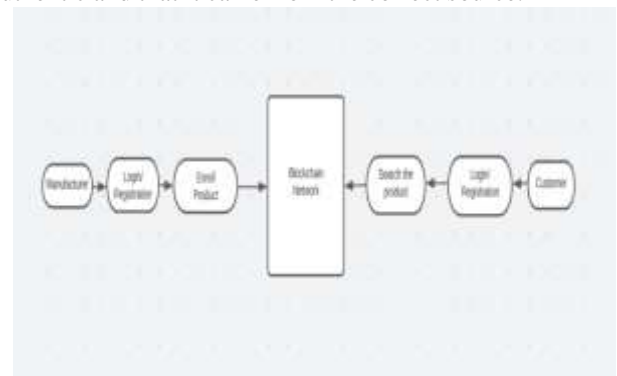 Manufacturer
Login/
Registration
Enroll
Product
Blockchain
Network
Search the
product
Login/
Registration
Customer